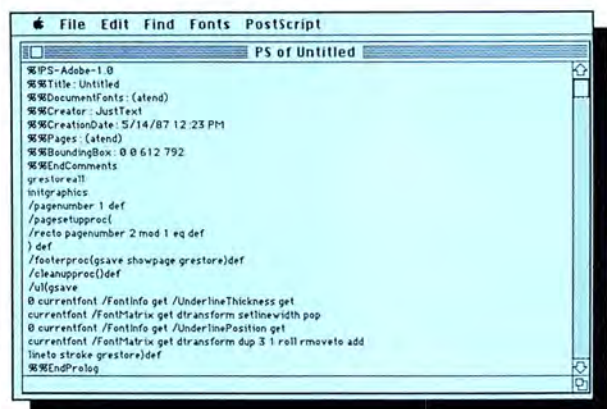 File Edit Find Fonts PostScript
PS of Untitled
%!PS-Adobe-1.0
%%Title: Untitled
%%DocumentFonts: (atend)
%%Creator: JustText
%%CreationDate: 5/14/87 12:23 PM
%%Pages: (atend)
%%BoundingBox: 0 0 612 792
%%EndComments
grestoreall
initgraphics
/pagenumber 1 def
/pagesetupproc{
/recto pagenumber 2 mod 1 eq def
} def
/footerproc{gsave showpage grestore}def
/cleanupproc{}def
/ul{gsave
0 currentfont /FontInfo get /UnderlineThickness get
currentfont /FontMatrix get dtransform setlinewidth pop
0 currentfont /FontInfo get /UnderlinePosition get
currentfont /FontMatrix get dtransform dup 3 1 roll rmoveto add
lineto stroke grestore}def
%%EndProlog